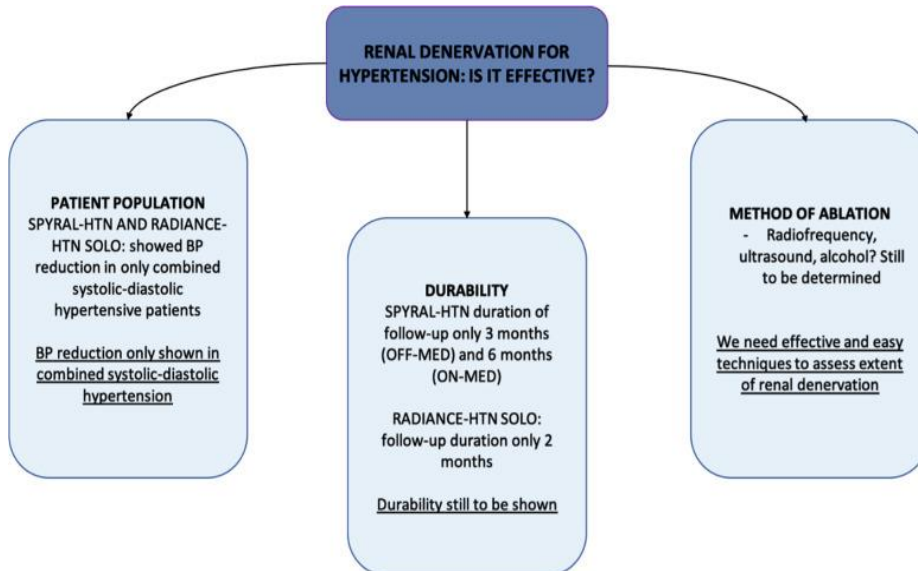 RENAL DENERVATION FOR
HYPERTENSION: IS IT EFFECTIVE?
PATIENT POPULATION
SPYRAL-HTN AND RADIANCE-
HTN SOLO: showed BP
reduction in only combined
systolic-diastolic
hypertensive patients
BP reduction only shown in
combined systolic-diastolic
hypertension
DURABILITY
SPYRAL-HTN duration of
follow-up only 3 months
(OFF-MED) and 6 months
(ON-MED)
RADIANCE-HTN SOLO:
follow-up duration only 2
months
Durability still to be shown
METHOD OF ABLATION
- Radiofrequency,
ultrasound, alcohol? Still
to be determined
We need effective and easy
techniques to assess extent
of renal denervation